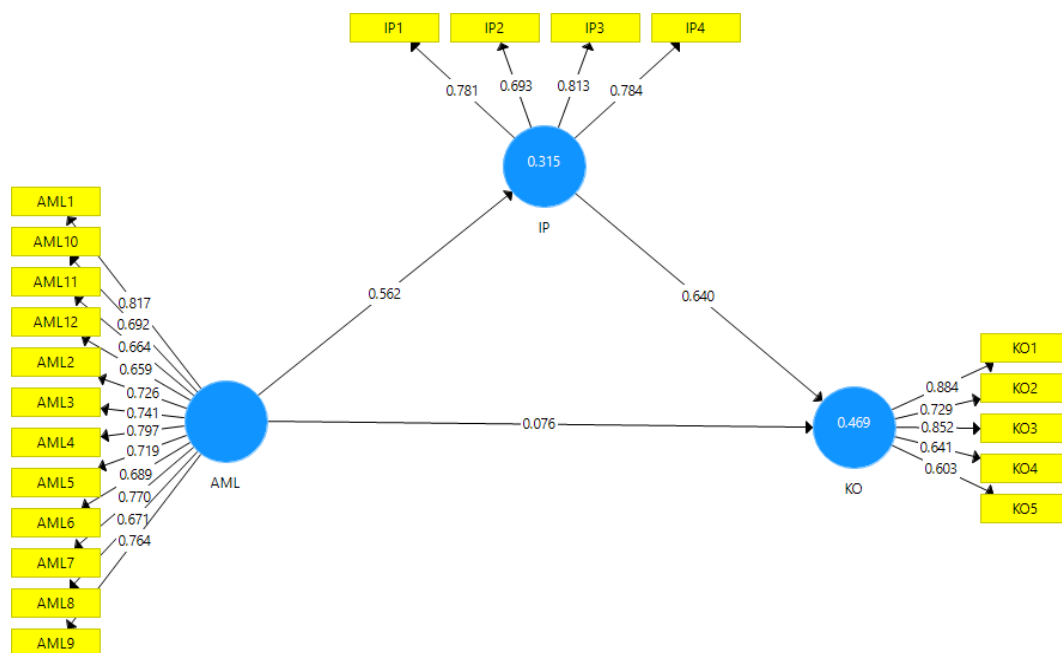 IP1 IP2 IP3 IP4
0.781 0.693 0.813 0.784
0.315
IP
AML1
AML10
AML11
AML12
AML2
AML3
AML4
AML5
AML6
AML7
AML8
AML9
0.817
0.692
0.664
0.659
0.726
0.741
0.797
0.719
0.689
0.770
0.671
0.764
AML
0.562
0.640
0.076
0.469
KO
0.884
0.729
0.852
0.641
0.603
KO1
KO2
KO3
KO4
KO5